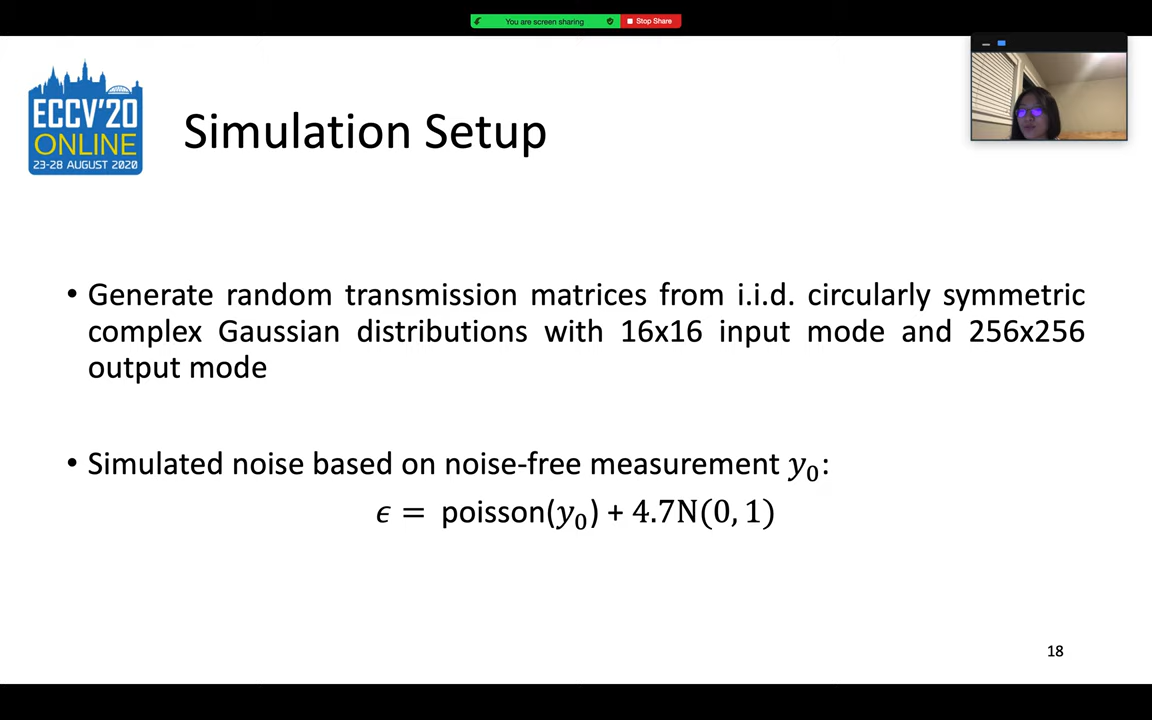 You are screen sharing
Stop Share
ECCV'20
ONLINE
23-28 AUGUST 2020
Simulation Setup
• Generate random transmission matrices from i.i.d. circularly symmetric
complex Gaussian distributions with 16x16 input mode and 256x256
output mode
• Simulated noise based on noise-free measurement y₀:
ϵ = poisson(y₀) + 4.7N(0, 1)
18